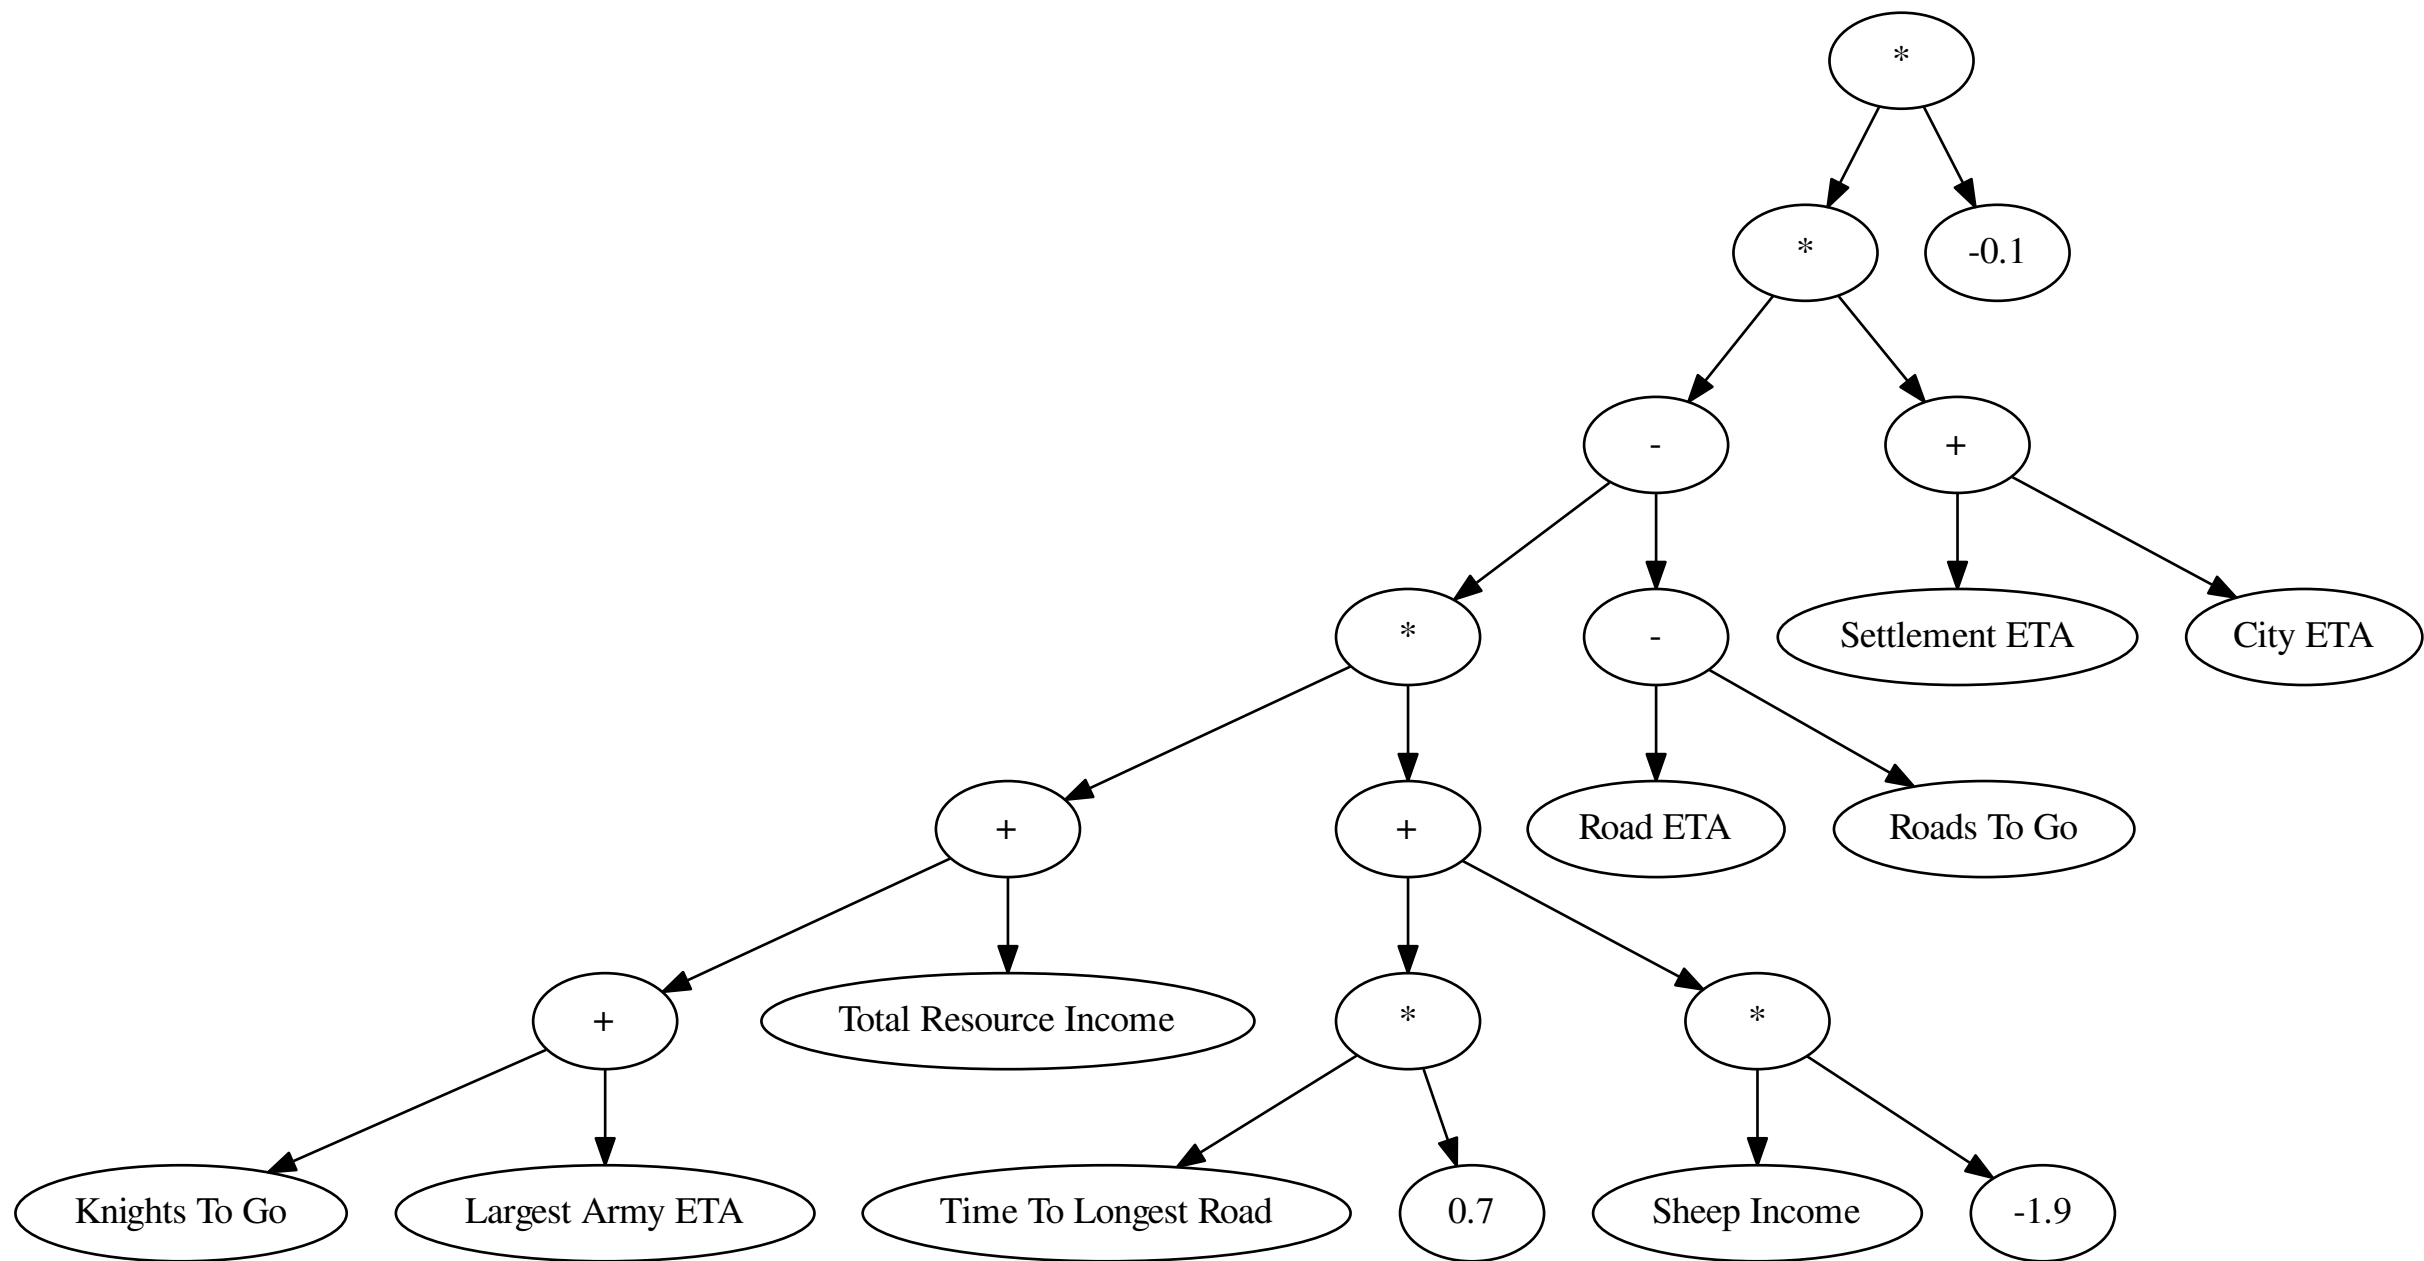 *
*
-0.1
-
+
*
-
Settlement ETA
City ETA
+
+
Road ETA
Roads To Go
+
Total Resource Income
*
*
Knights To Go
Largest Army ETA
Time To Longest Road
0.7
Sheep Income
-1.9